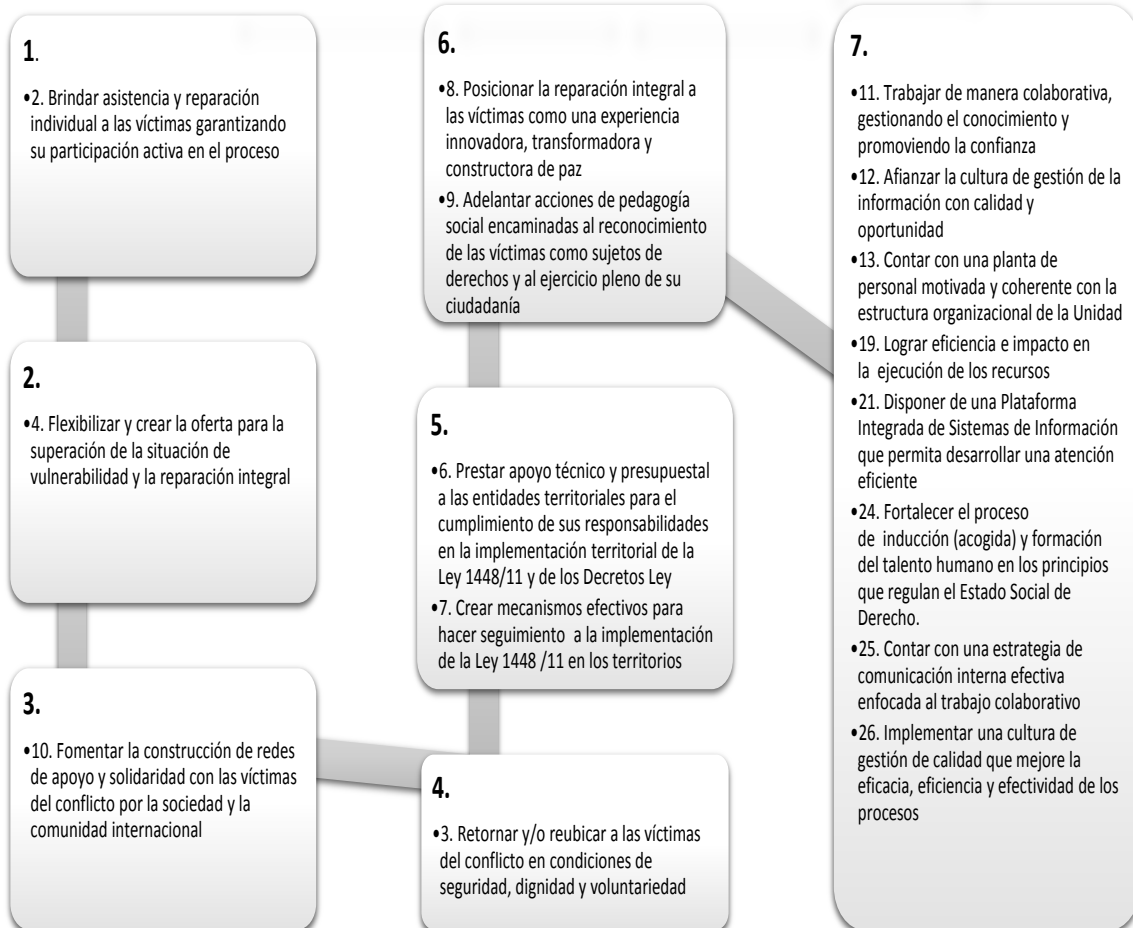 1.
•2. Brindar asistencia y reparación
individual a las víctimas garantizando
su participación activa en el proceso
2.
•4. Flexibilizar y crear la oferta para la
superación de la situación de
vulnerabilidad y la reparación integral
3.
•10. Fomentar la construcción de redes
de apoyo y solidaridad con las víctimas
del conflicto por la sociedad y la
comunidad internacional
4.
•3. Retornar y/o reubicar a las víctimas
del conflicto en condiciones de
seguridad, dignidad y voluntariedad
5.
•6. Prestar apoyo técnico y presupuestal
a las entidades territoriales para el
cumplimiento de sus responsabilidades
en la implementación territorial de la
Ley 1448/11 y de los Decretos Ley
•7. Crear mecanismos efectivos para
hacer seguimiento a la implementación
de la Ley 1448 /11 en los territorios
6.
•8. Posicionar la reparación integral a
las víctimas como una experiencia
innovadora, transformadora y
constructora de paz
•9. Adelantar acciones de pedagogía
social encaminadas al reconocimiento
de las víctimas como sujetos de
derechos y al ejercicio pleno de su
ciudadanía
7.
•11. Trabajar de manera colaborativa,
gestionando el conocimiento y
promoviendo la confianza
•12. Afianzar la cultura de gestión de la
información con calidad y
oportunidad
•13. Contar con una planta de
personal motivada y coherente con la
estructura organizacional de la Unidad
•19. Lograr eficiencia e impacto en
la ejecución de los recursos
•21. Disponer de una Plataforma
Integrada de Sistemas de Información
que permita desarrollar una atención
eficiente
•24. Fortalecer el proceso
de inducción (acogida) y formación
del talento humano en los principios
que regulan el Estado Social de
Derecho.
•25. Contar con una estrategia de
comunicación interna efectiva
enfocada al trabajo colaborativo
•26. Implementar una cultura de
gestión de calidad que mejore la
eficacia, eficiencia y efectividad de los
procesos